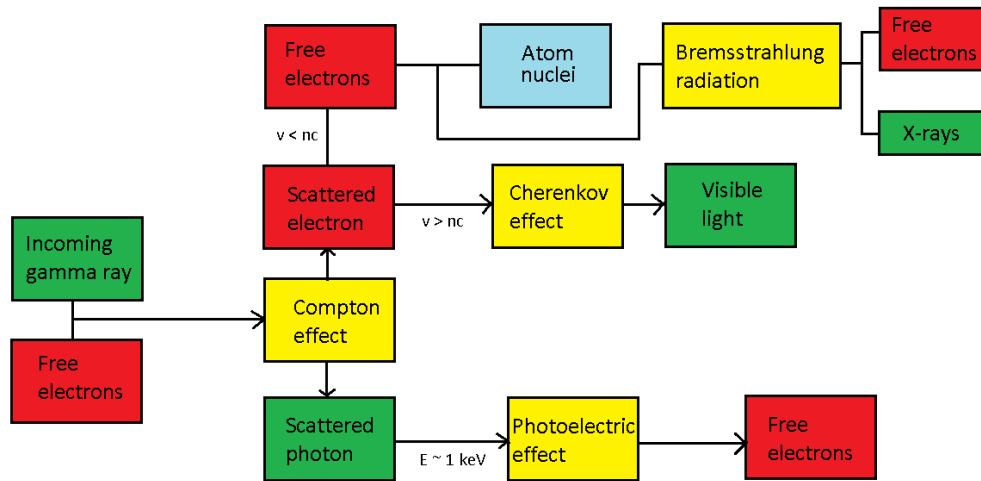 Free
electrons
Atom
nuclei
Bremsstrahlung
radiation
Free
electrons
X-rays
v < nc
Scattered
electron
v > nc
Cherenkov
effect
Visible
light
Incoming
gamma ray
Free
electrons
Compton
effect
Scattered
photon
E ~ 1 keV
Photoelectric
effect
Free
electrons